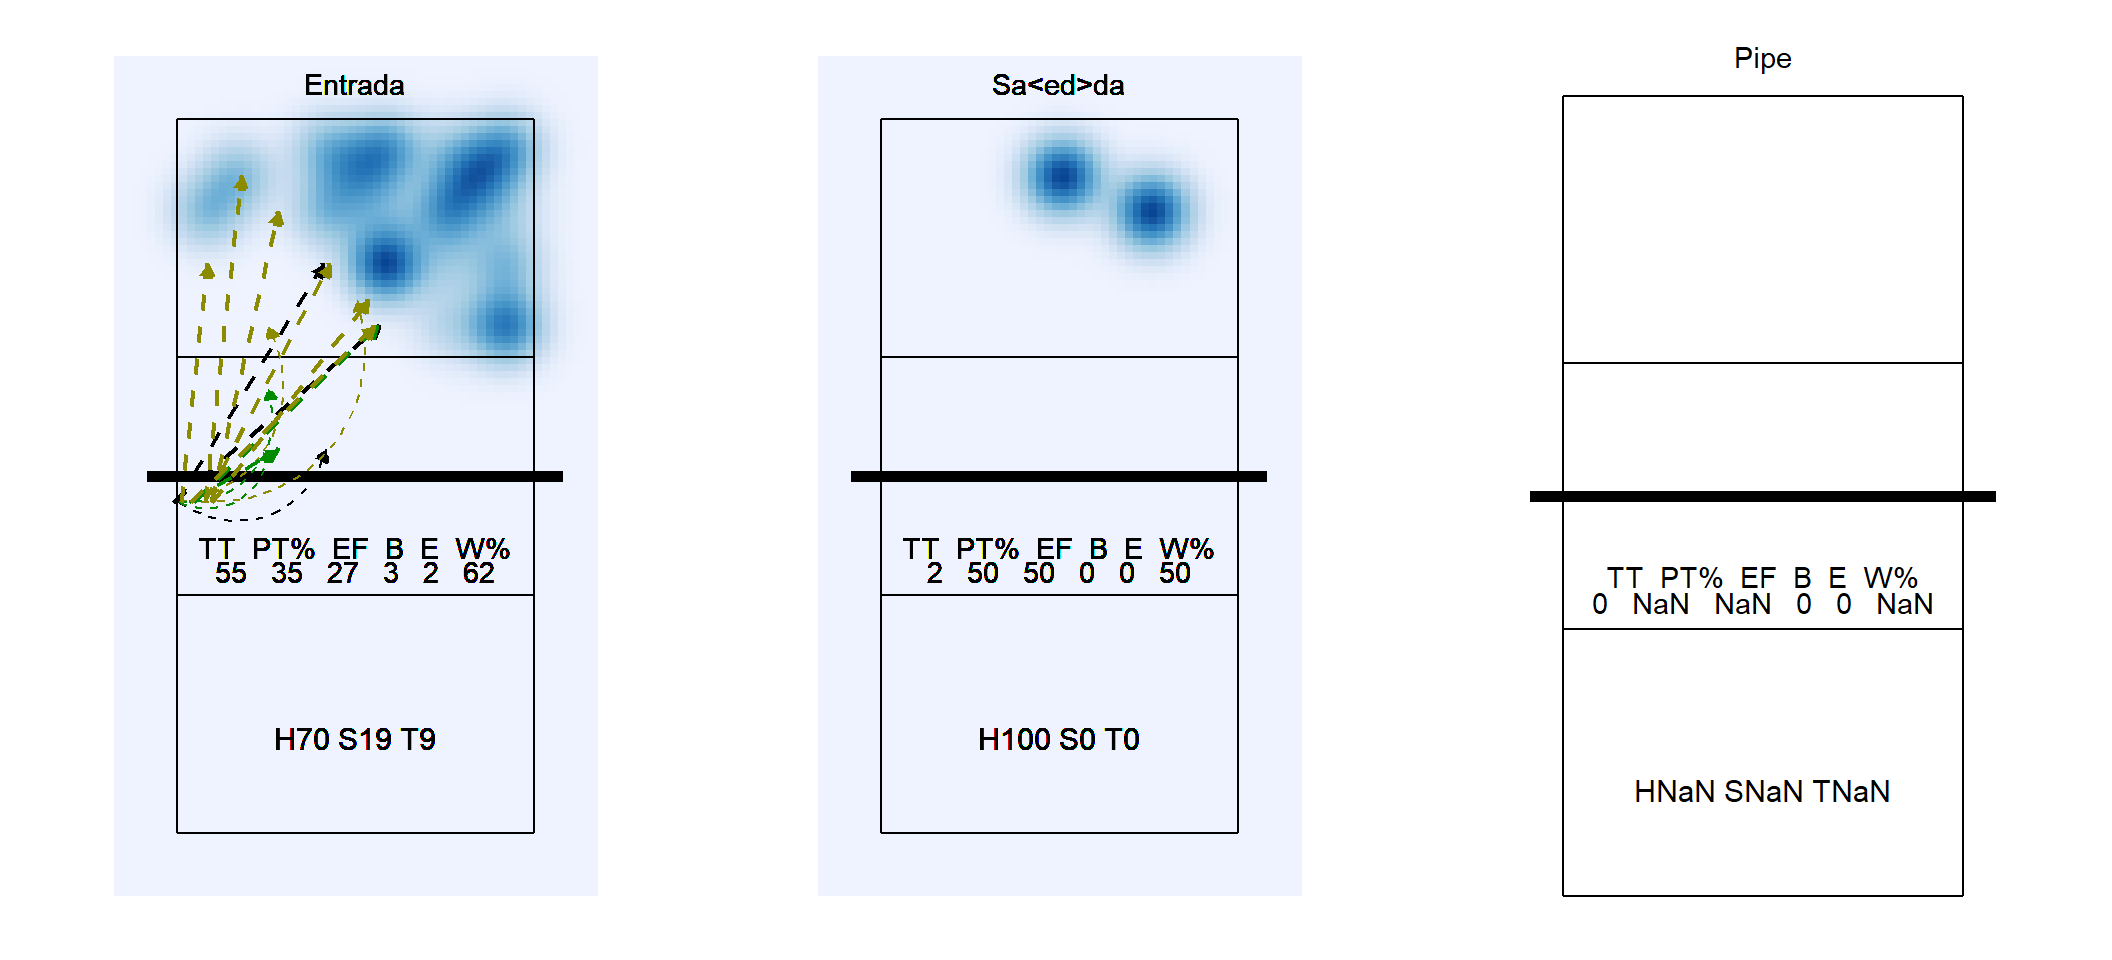 Entrada
TT PT% EF B E W%
55 35 27 3 2 62
H70 S19 T9
Sa<ed>da
TT PT% EF B E W%
2 50 50 0 0 50
H100 S0 T0
Pipe
TT PT% EF B E W%
0 NaN NaN 0 0 NaN
HNaN SNaN TNaN